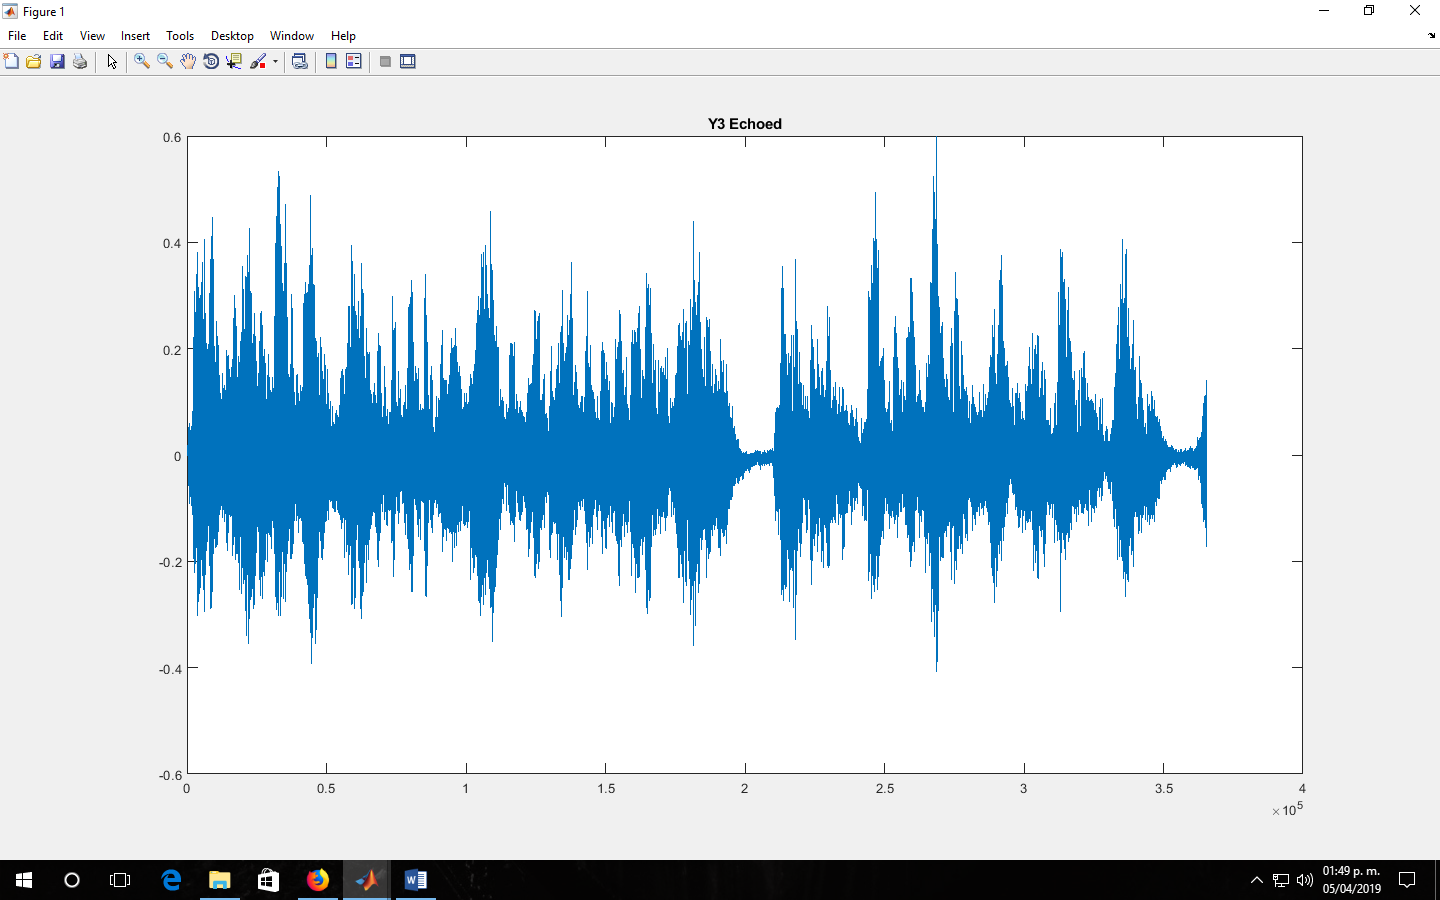 Figure 1
File Edit View Insert Tools Desktop Window Help
Y3 Echoed
0.6
0.4
0.2
0
-0.2
-0.4
-0.6
0 0.5 1 1.5 2 2.5 3 3.5 4
×10^5
01:49 p. m.
05/04/2019